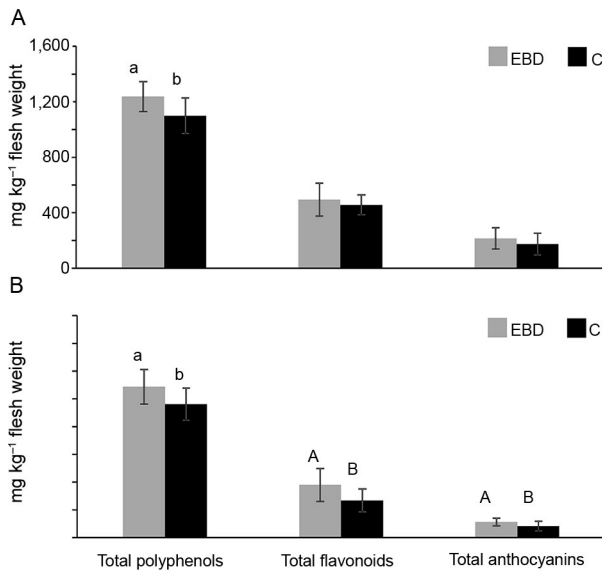 A
mg kg⁻¹ flesh weight
1,600
1,200
800
400
0
EBD
C
a
b
B
mg kg⁻¹ flesh weight
EBD
C
a
b
A
B
A
B
Total polyphenols
Total flavonoids
Total anthocyanins